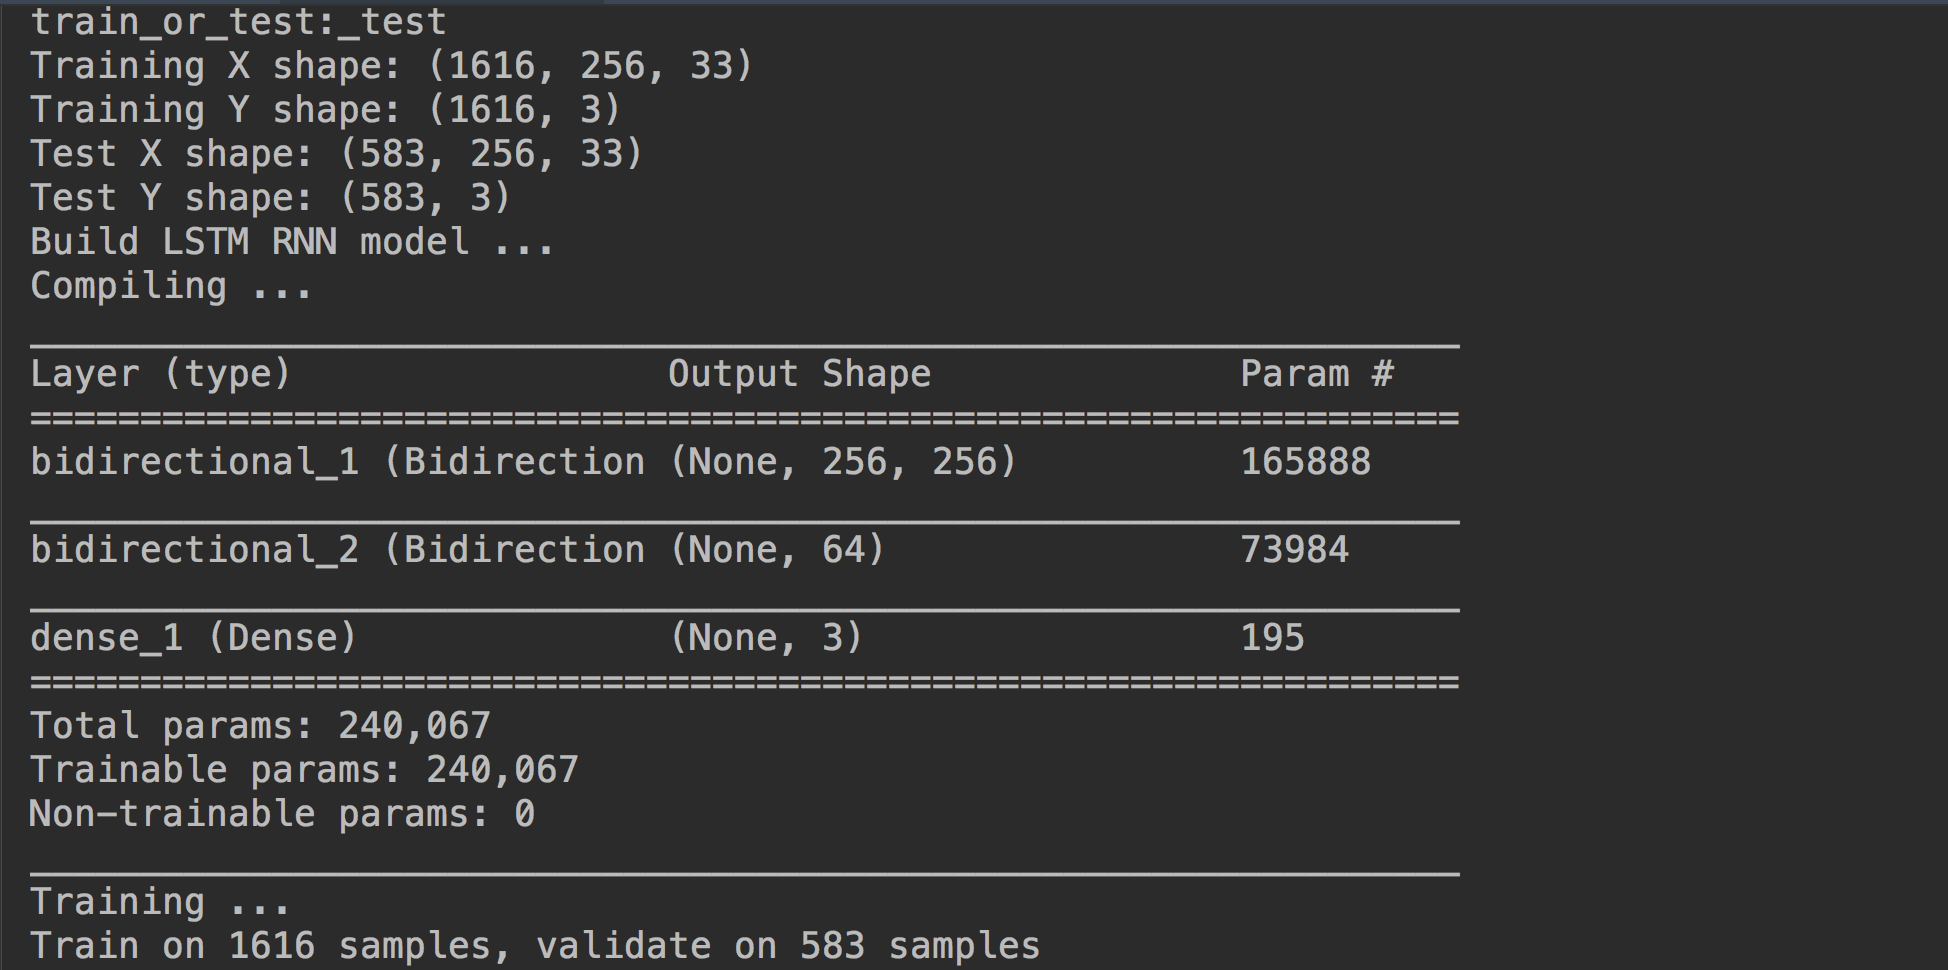 train_or_test:_test
Training X shape: (1616, 256, 33)
Training Y shape: (1616, 3)
Test X shape: (583, 256, 33)
Test Y shape: (583, 3)
Build LSTM RNN model ...
Compiling ...
_________________________________________________________________
Layer (type)                 Output Shape              Param #
=================================================================
bidirectional_1 (Bidirection (None, 256, 256)          165888
_________________________________________________________________
bidirectional_2 (Bidirection (None, 64)                73984
_________________________________________________________________
dense_1 (Dense)              (None, 3)                 195
=================================================================
Total params: 240,067
Trainable params: 240,067
Non-trainable params: 0
_________________________________________________________________
Training ...
Train on 1616 samples, validate on 583 samples